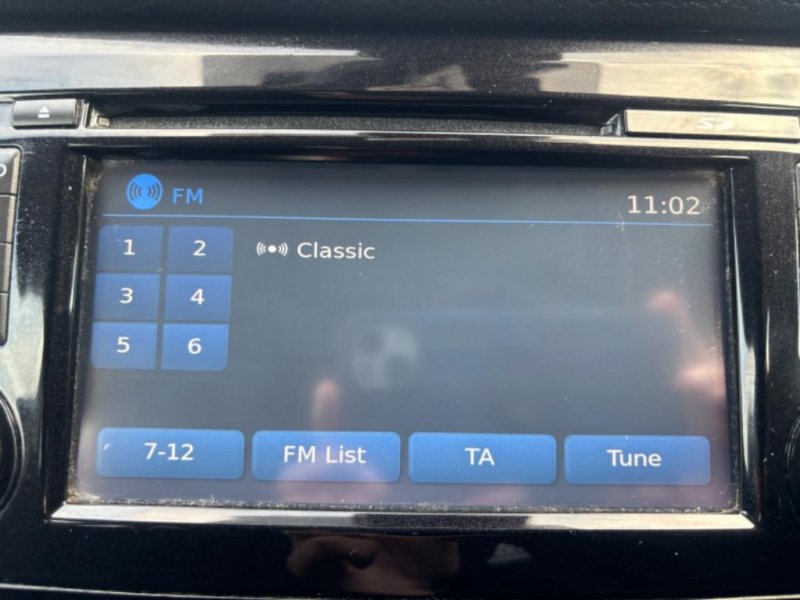 SD
FM
11:02
1 2
Classic
3 4
5 6
7-12 FM List TA Tune